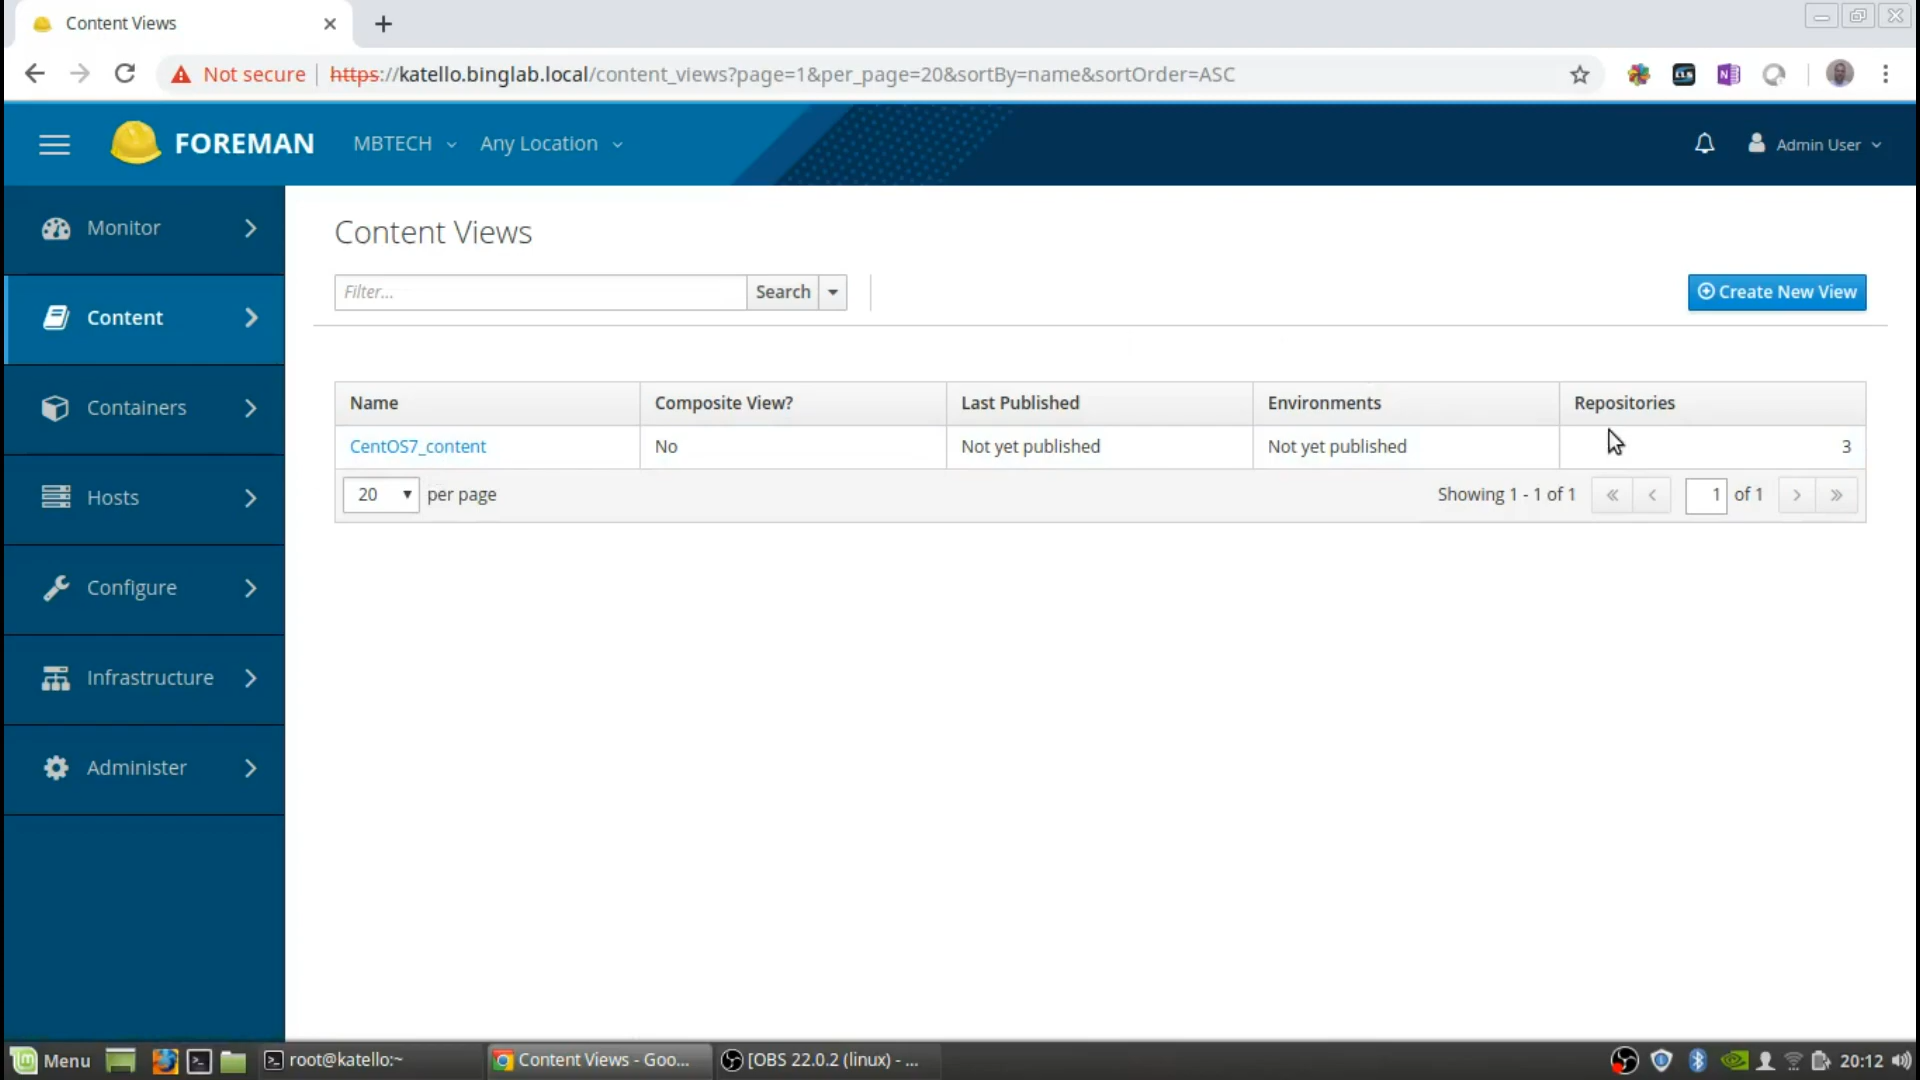 Content Views
Not secure | https://katello.binglab.local/content_views?page=1&per_page=20&sortBy=name&sortOrder=ASC
FOREMAN MBTECH Any Location Admin User
Monitor
Content
Containers
Hosts
Configure
Infrastructure
Administer
Content Views
Filter... Search Create New View
Name Composite View? Last Published Environments Repositories
CentOS7_content No Not yet published Not yet published 3
20 per page Showing 1 - 1 of 1 « < 1 of 1 > »
Menu root@katello:~ Content Views - Goo... [OBS 22.0.2 (linux) - ... 20:12